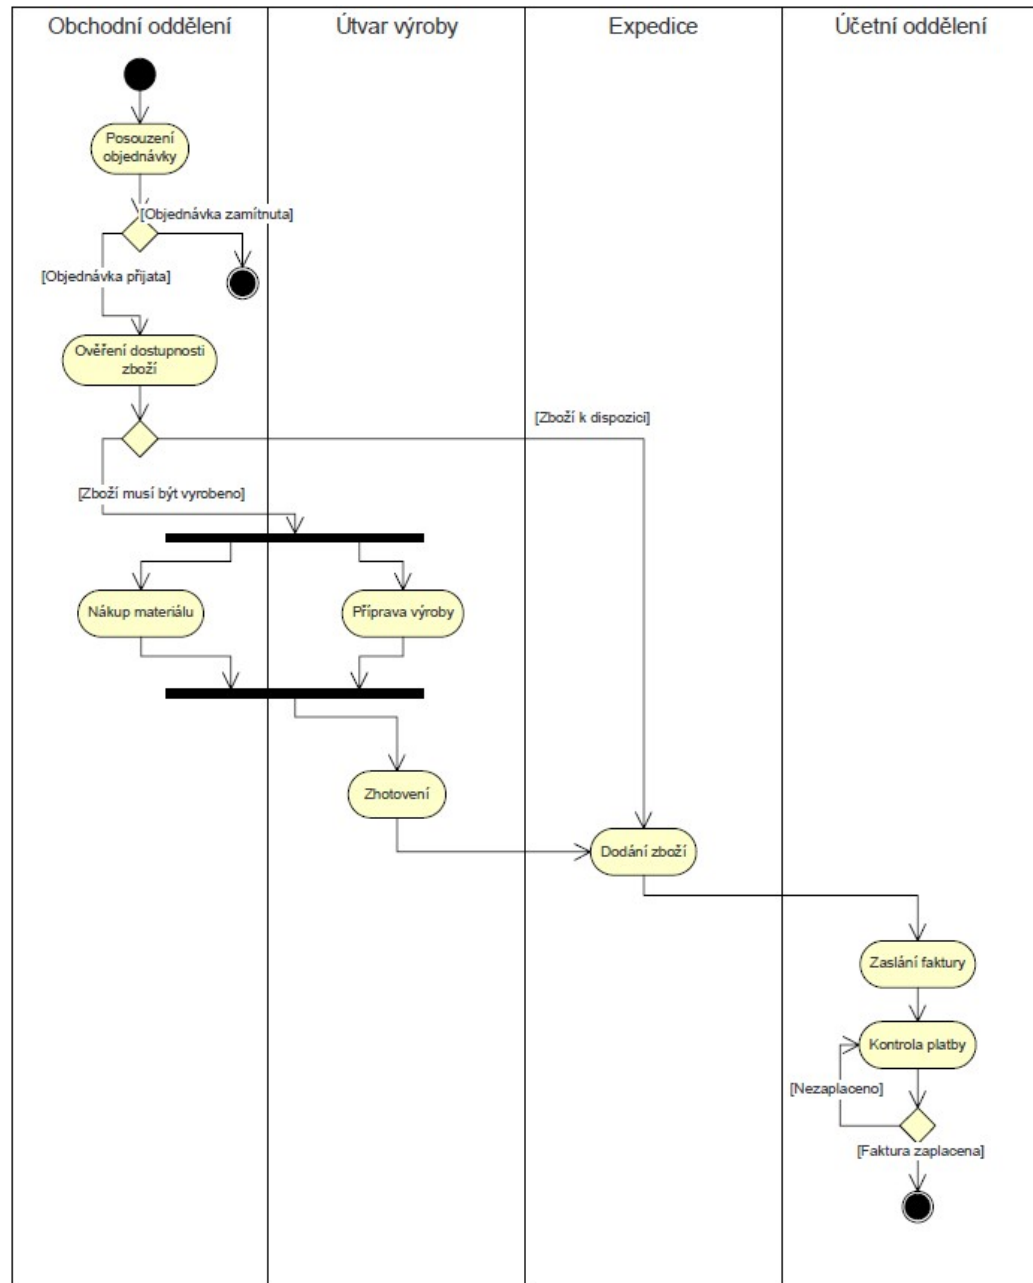 Obchodní oddělení
Útvar výroby
Expedice
Účetní oddělení
Posouzení
objednávky
[Objednávka zamítnuta]
[Objednávka přijata]
Ověření dostupnosti
zboží
[Zboží k dispozici]
[Zboží musí být vyrobeno]
Nákup materiálu
Příprava výroby
Zhotovení
Dodání zboží
Zaslání faktury
Kontrola platby
[Nezaplaceno]
[Faktura zaplacena]